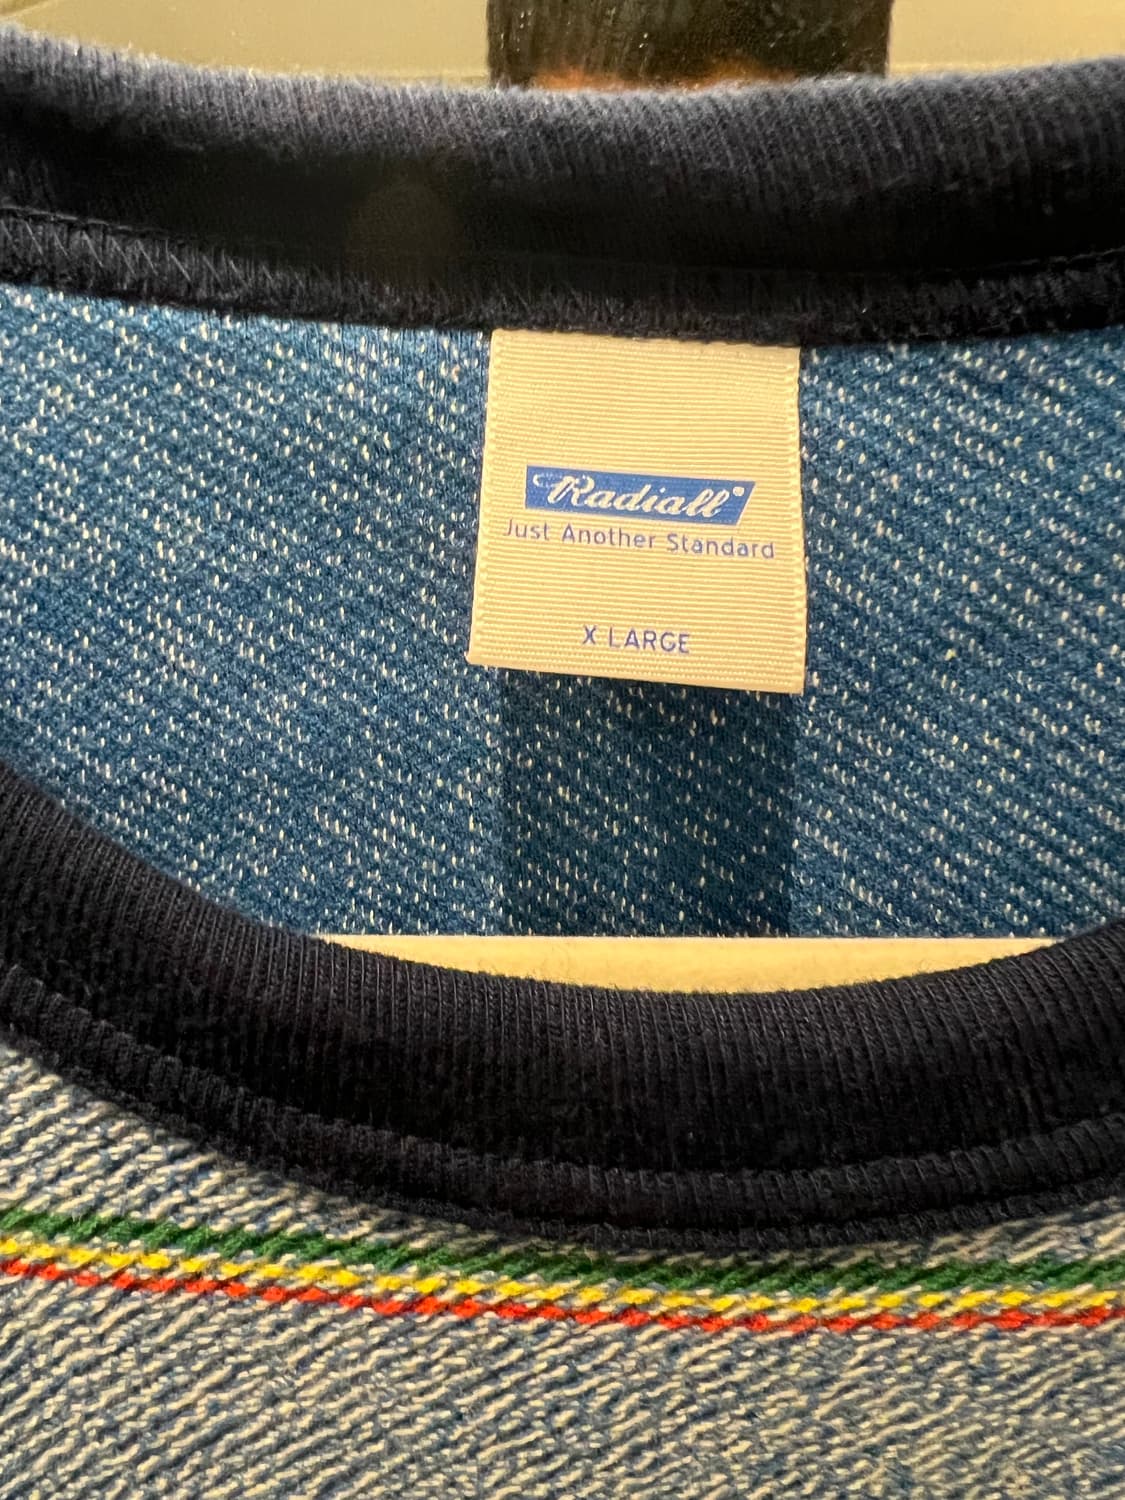 Radiall
Just Another Standard
X LARGE